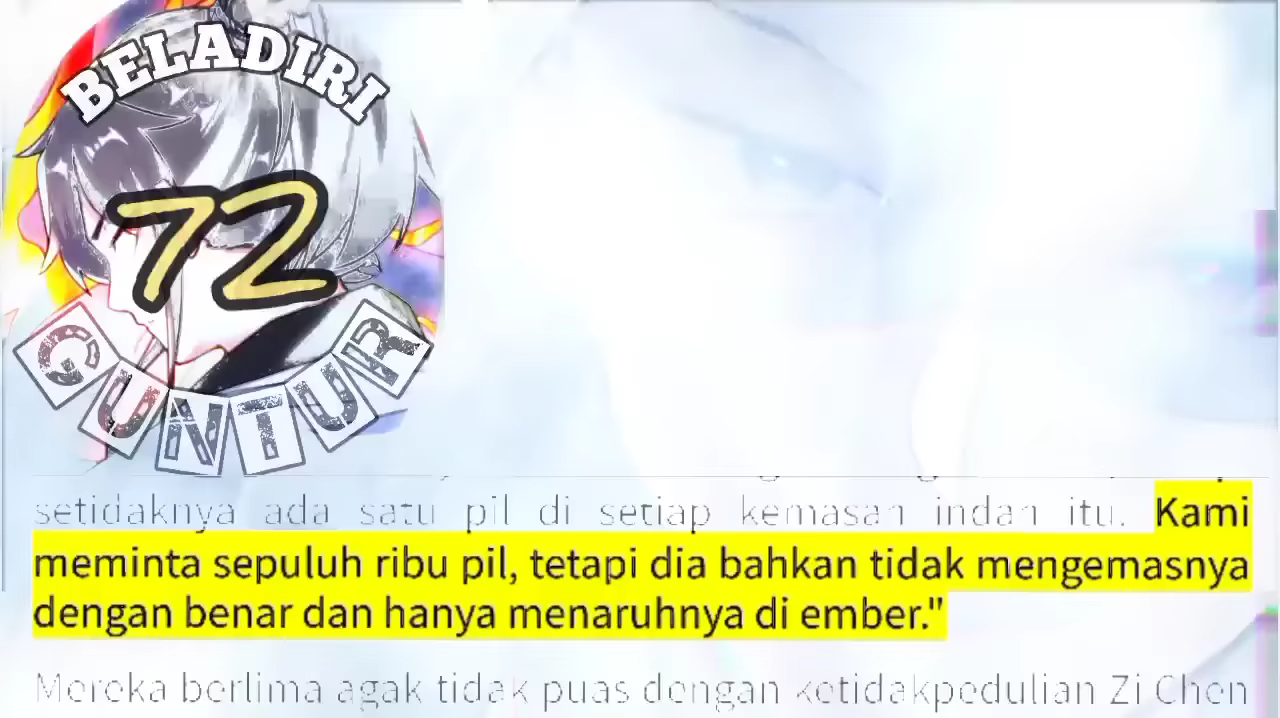 BELADIRI
72
GUNTUR
setidaknya ada satu pil di setiap kemasan indah itu. Kami
meminta sepuluh ribu pil, tetapi dia bahkan tidak mengemasnya
dengan benar dan hanya menaruhnya di ember."
Mereka berlima agak tidak puas dengan ketidakpedulian Zi Chen